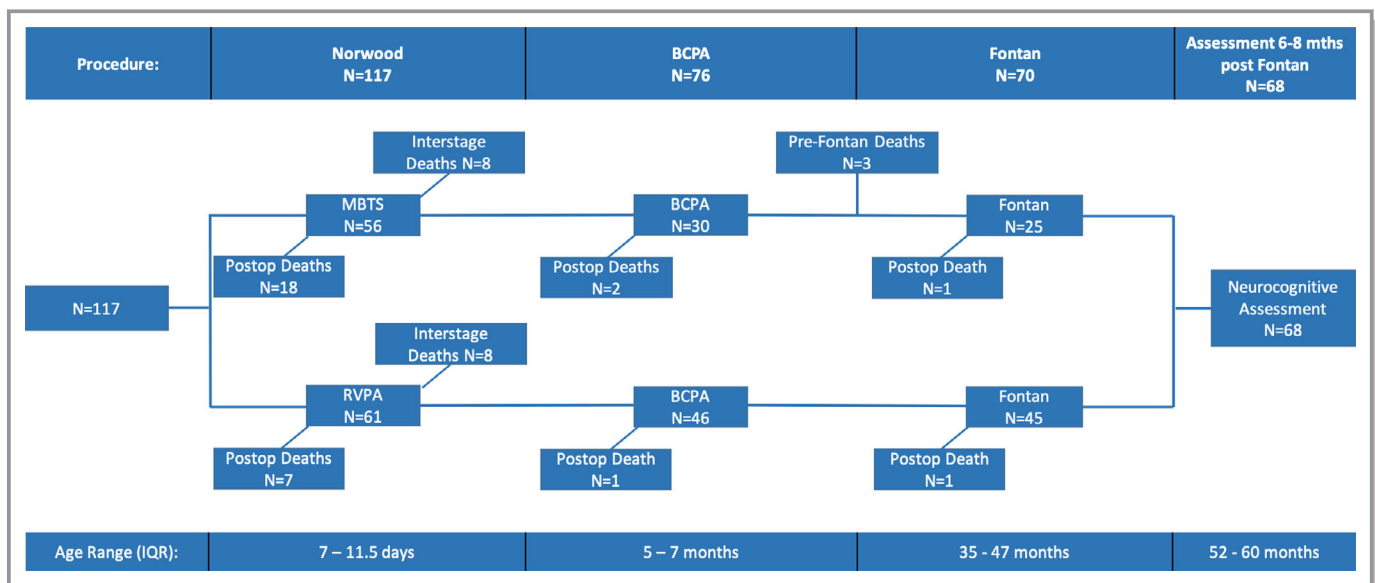 Procedure:
Norwood
N=117
BCPA
N=76
Fontan
N=70
Assessment 6-8 mths
post Fontan
N=68
Interstage
Deaths N=8
Pre-Fontan Deaths
N=3
MBTS
N=56
BCPA
N=30
Fontan
N=25
Postop Deaths
N=18
Postop Deaths
N=2
Postop Death
N=1
N=117
Neurocognitive
Assessment
N=68
Interstage
Deaths N=8
RVPA
N=61
BCPA
N=46
Fontan
N=45
Postop Deaths
N=7
Postop Death
N=1
Postop Death
N=1
Age Range (IQR):
7 – 11.5 days
5 – 7 months
35 - 47 months
52 - 60 months